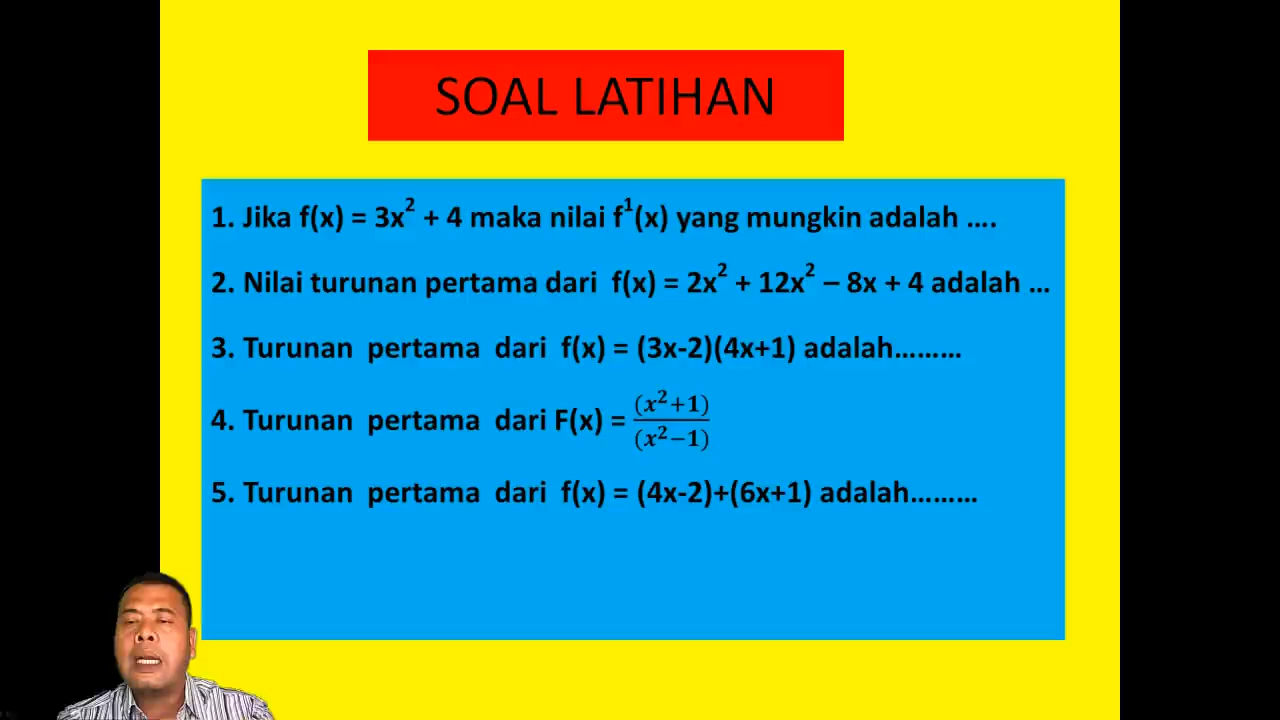 SOAL LATIHAN
1. Jika f(x) = 3x² + 4 maka nilai f¹(x) yang mungkin adalah ….
2. Nilai turunan pertama dari f(x) = 2x² + 12x² – 8x + 4 adalah …
3. Turunan pertama dari f(x) = (3x-2)(4x+1) adalah………
4. Turunan pertama dari F(x) = (x²+1)/(x²−1)
5. Turunan pertama dari f(x) = (4x-2)+(6x+1) adalah………